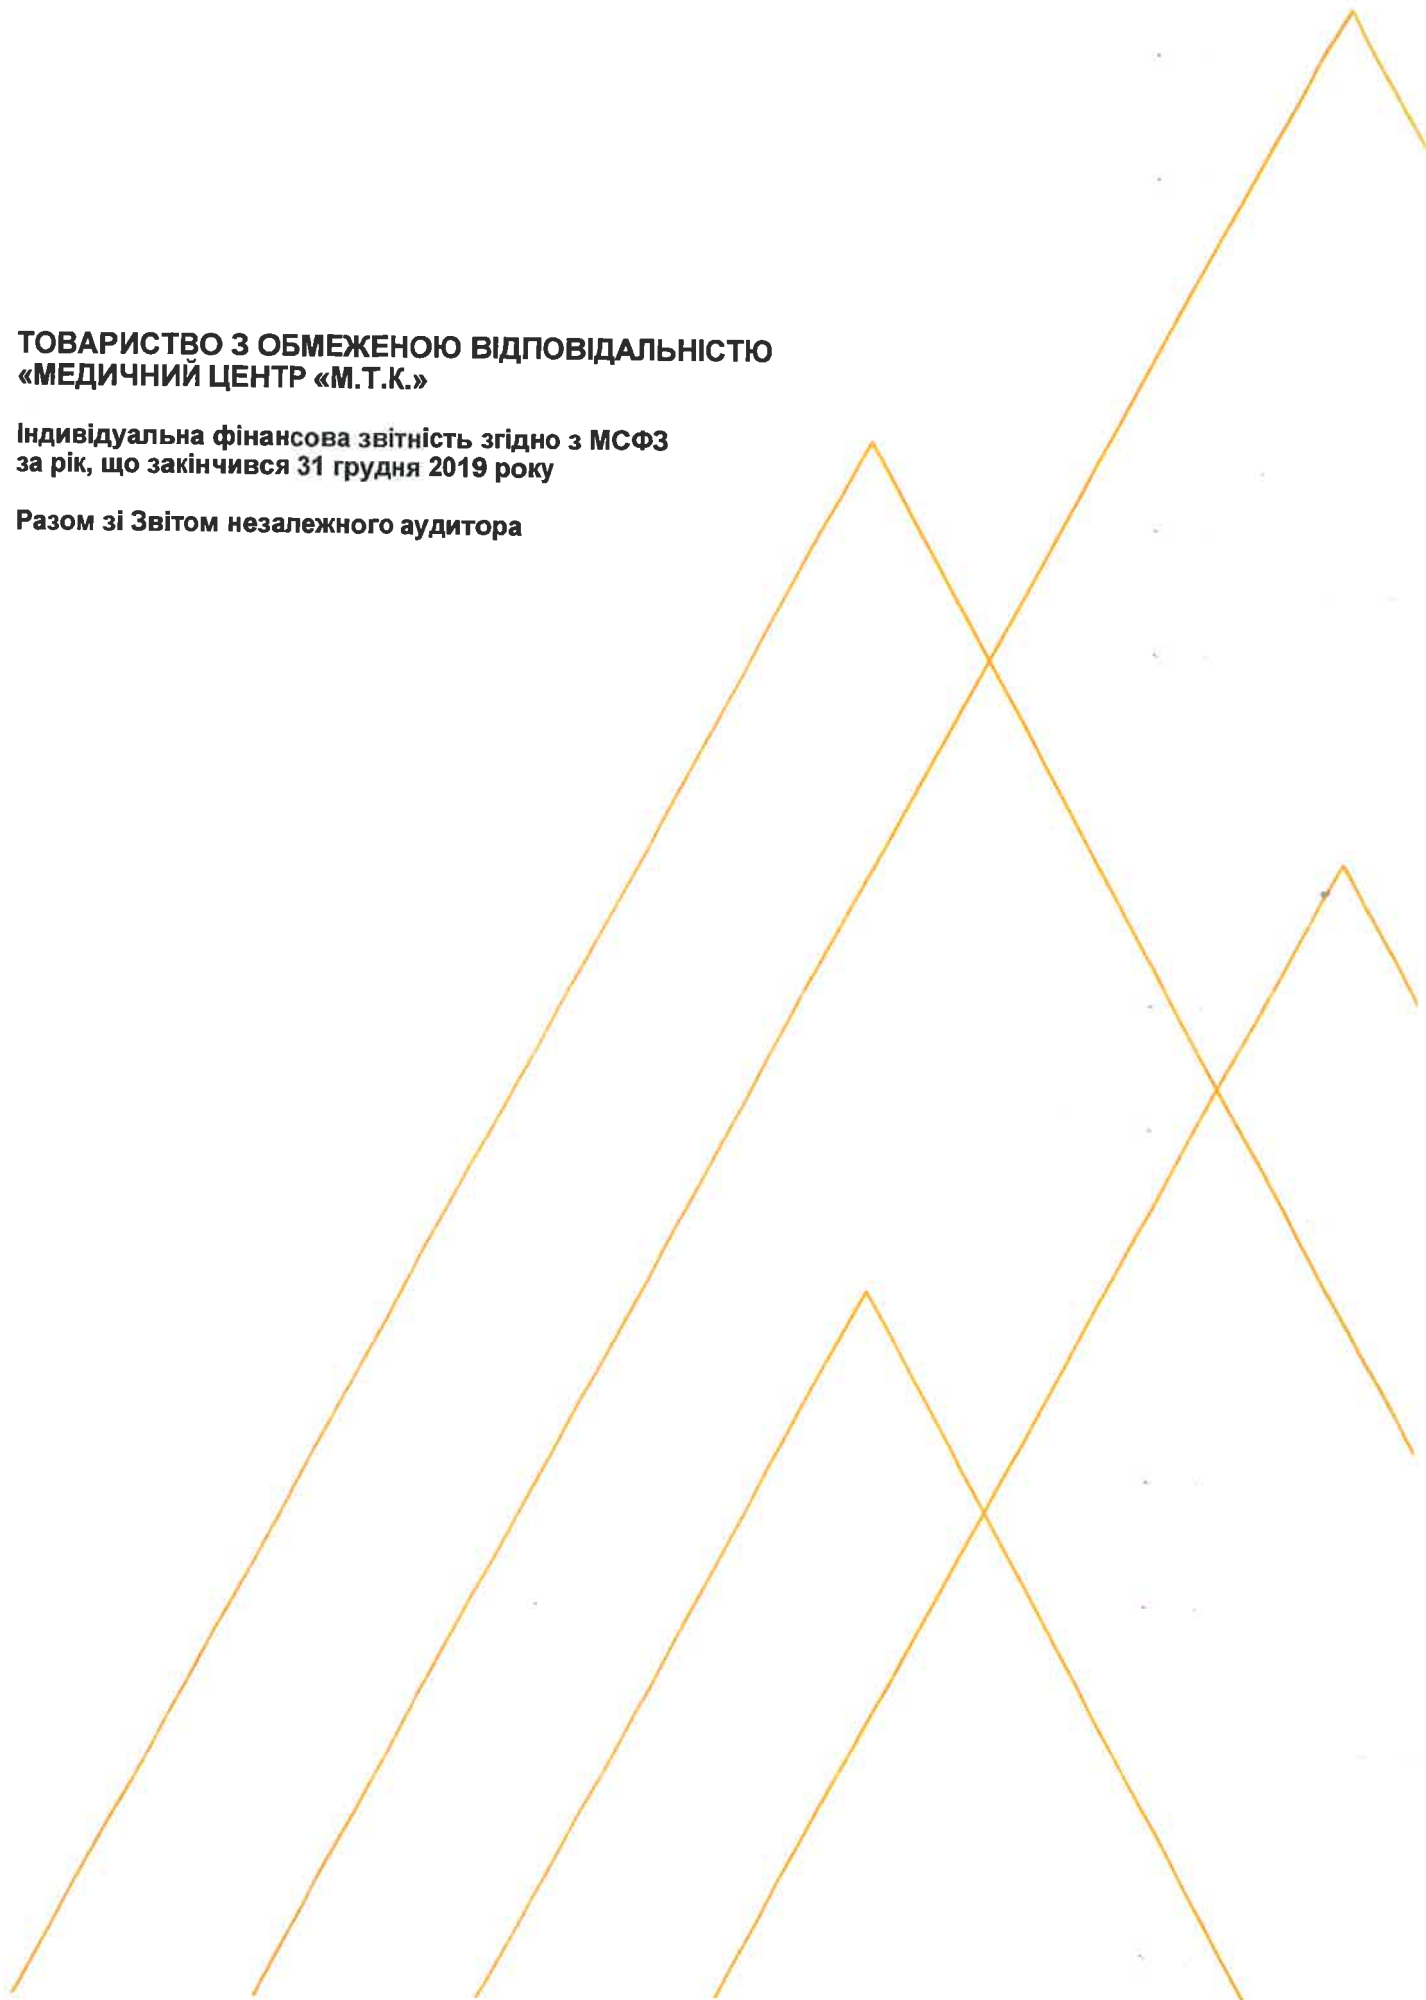 ТОВАРИСТВО З ОБМЕЖЕНОЮ ВІДПОВІДАЛЬНІСТЮ
«МЕДИЧНИЙ ЦЕНТР «М.Т.К.»
Індивідуальна фінансова звітність згідно з МСФЗ
за рік, що закінчився 31 грудня 2019 року
Разом зі Звітом незалежного аудитора